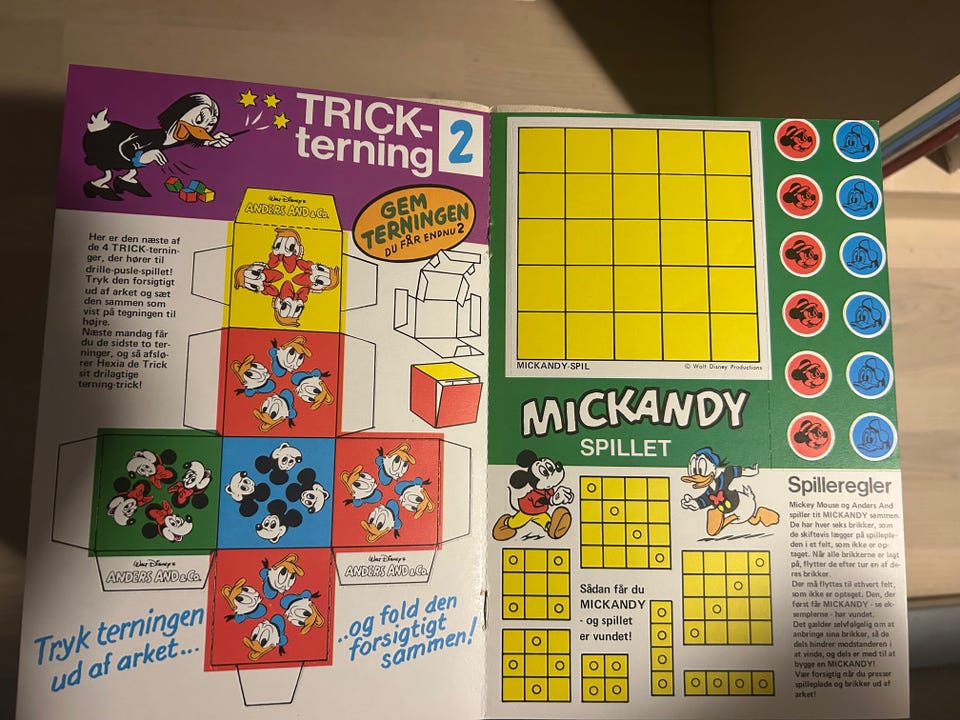 TRICK-
terning 2
GEM
TERNINGEN
DU FÅR ENDNU 2
WALT DISNEY'S
ANDERS AND & Co.
Her er den næste af
de 4 TRICK-ternin-
ger, der hører til
drille-pusle-spillet!
Tryk den forsigtigt
ud af arket og sæt
den sammen som
vist på tegningen til
højre.
Næste mandag får
du de sidste to ter-
ninger, og så afslø-
rer Hexia de Trick
sit drilagtige
terning-trick!
WALT DISNEY'S
ANDERS AND & Co.
WALT DISNEY'S
ANDERS AND & Co.
Tryk terningen
ud af arket...
..og fold den
forsigtigt
sammen!
MICKANDY-SPIL
© Walt Disney Productions
MICKANDY
SPILLET
Sådan får du
MICKANDY
- og spillet
er vundet!
Spilleregler
Mickey Mouse og Anders And
spiller tit MICKANDY sammen.
De har hver seks brikker, som
de skiftevis lægger på spillepla-
den i et felt, som ikke er op-
taget. Når alle brikkerne er lagt
på, flytter de efter tur en af de-
res brikker.
Der må flyttes til ethvert felt,
som ikke er optaget. Den, der
først får MICKANDY - se ek-
semplerne - har vundet.
Det gælder selvfølgelig om at
anbringe sine brikker, så de
dels hindrer modstanderen i
at vinde, og dels er med til at
bygge en MICKANDY!
Vær forsigtig når du presser
spilleplade og brikker ud af
arket!